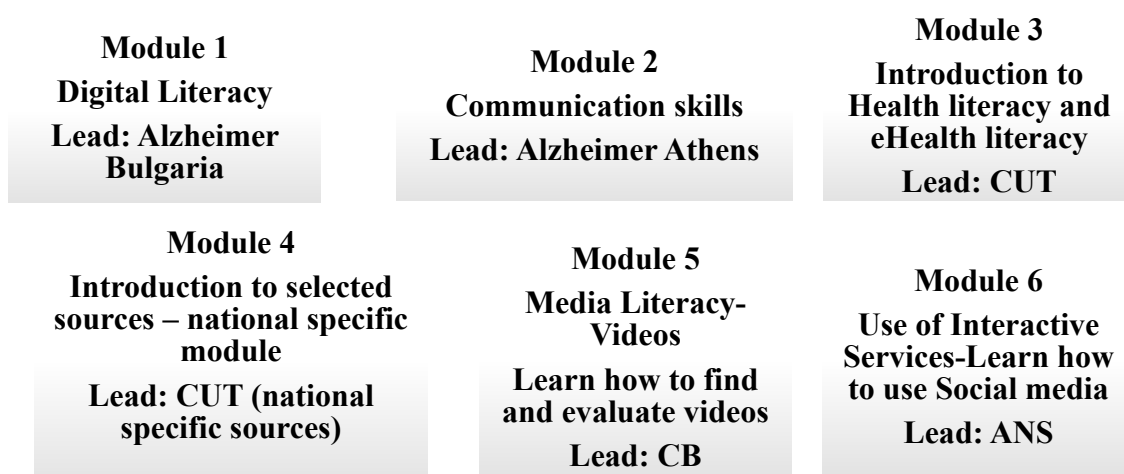 Module 1
Digital Literacy
Lead: Alzheimer
Bulgaria
Module 2
Communication skills
Lead: Alzheimer Athens
Module 3
Introduction to
Health literacy and
eHealth literacy
Lead: CUT
Module 4
Introduction to selected
sources – national specific
module
Lead: CUT (national
specific sources)
Module 5
Media Literacy-
Videos
Learn how to find
and evaluate videos
Lead: CB
Module 6
Use of Interactive
Services-Learn how
to use Social media
Lead: ANS